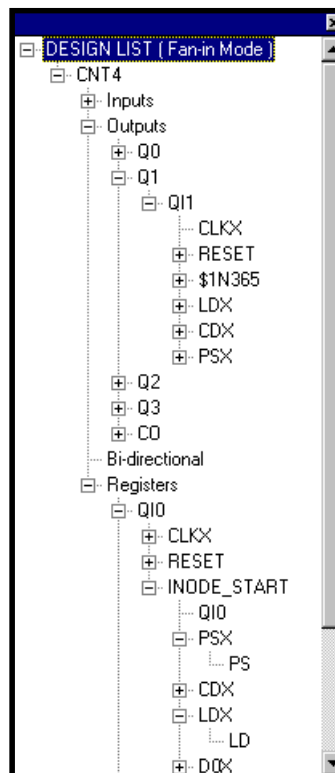 DESIGN LIST ( Fan-in Mode )
CNT4
Inputs
Outputs
Q0
Q1
QI1
CLKX
RESET
$1N365
LDX
CDX
PSX
Q2
Q3
CO
Bi-directional
Registers
QI0
CLKX
RESET
INODE_START
QI0
PSX
PS
CDX
LDX
LD
D0X